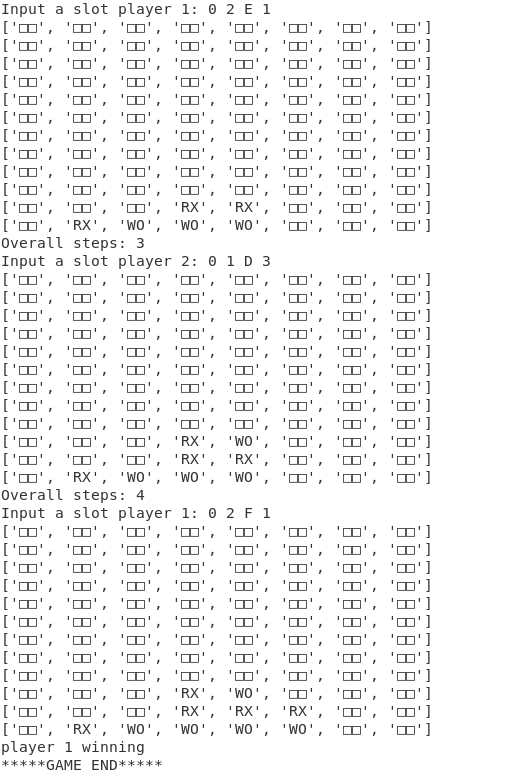 Input a slot player 1: 0 2 E 1
['□□', '□□', '□□', '□□', '□□', '□□', '□□', '□□']
['□□', '□□', '□□', '□□', '□□', '□□', '□□', '□□']
['□□', '□□', '□□', '□□', '□□', '□□', '□□', '□□']
['□□', '□□', '□□', '□□', '□□', '□□', '□□', '□□']
['□□', '□□', '□□', '□□', '□□', '□□', '□□', '□□']
['□□', '□□', '□□', '□□', '□□', '□□', '□□', '□□']
['□□', '□□', '□□', '□□', '□□', '□□', '□□', '□□']
['□□', '□□', '□□', '□□', '□□', '□□', '□□', '□□']
['□□', '□□', '□□', '□□', '□□', '□□', '□□', '□□']
['□□', '□□', '□□', '□□', '□□', '□□', '□□', '□□']
['□□', '□□', '□□', 'RX', 'RX', '□□', '□□', '□□']
['□□', 'RX', 'WO', 'WO', 'WO', '□□', '□□', '□□']
Overall steps: 3
Input a slot player 2: 0 1 D 3
['□□', '□□', '□□', '□□', '□□', '□□', '□□', '□□']
['□□', '□□', '□□', '□□', '□□', '□□', '□□', '□□']
['□□', '□□', '□□', '□□', '□□', '□□', '□□', '□□']
['□□', '□□', '□□', '□□', '□□', '□□', '□□', '□□']
['□□', '□□', '□□', '□□', '□□', '□□', '□□', '□□']
['□□', '□□', '□□', '□□', '□□', '□□', '□□', '□□']
['□□', '□□', '□□', '□□', '□□', '□□', '□□', '□□']
['□□', '□□', '□□', '□□', '□□', '□□', '□□', '□□']
['□□', '□□', '□□', '□□', '□□', '□□', '□□', '□□']
['□□', '□□', '□□', 'RX', 'WO', '□□', '□□', '□□']
['□□', '□□', '□□', 'RX', 'RX', '□□', '□□', '□□']
['□□', 'RX', 'WO', 'WO', 'WO', '□□', '□□', '□□']
Overall steps: 4
Input a slot player 1: 0 2 F 1
['□□', '□□', '□□', '□□', '□□', '□□', '□□', '□□']
['□□', '□□', '□□', '□□', '□□', '□□', '□□', '□□']
['□□', '□□', '□□', '□□', '□□', '□□', '□□', '□□']
['□□', '□□', '□□', '□□', '□□', '□□', '□□', '□□']
['□□', '□□', '□□', '□□', '□□', '□□', '□□', '□□']
['□□', '□□', '□□', '□□', '□□', '□□', '□□', '□□']
['□□', '□□', '□□', '□□', '□□', '□□', '□□', '□□']
['□□', '□□', '□□', '□□', '□□', '□□', '□□', '□□']
['□□', '□□', '□□', '□□', '□□', '□□', '□□', '□□']
['□□', '□□', '□□', 'RX', 'WO', '□□', '□□', '□□']
['□□', '□□', '□□', 'RX', 'RX', 'RX', '□□', '□□']
['□□', 'RX', 'WO', 'WO', 'WO', 'WO', '□□', '□□']
player 1 winning
*****GAME END*****